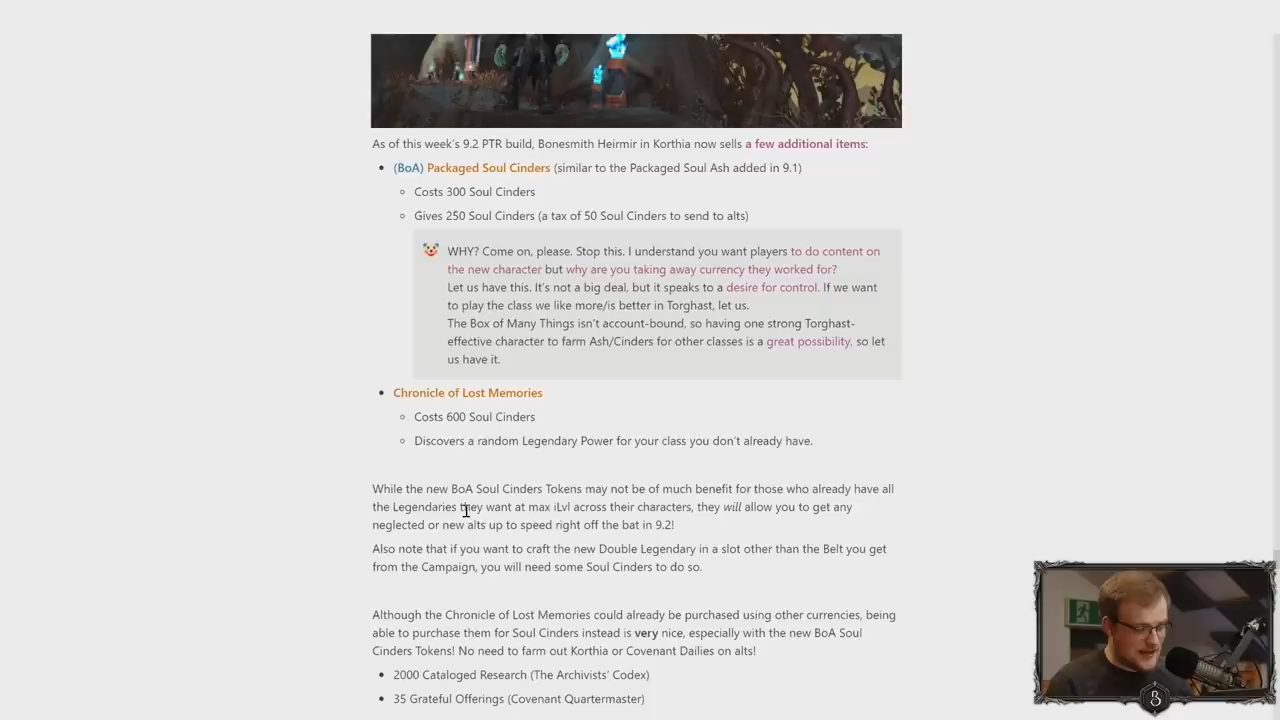 As of this week's 9.2 PTR build, Bonesmith Heirmir in Korthia now sells a few additional items:
(BoA) Packaged Soul Cinders (similar to the Packaged Soul Ash added in 9.1)
Costs 300 Soul Cinders
Gives 250 Soul Cinders (a tax of 50 Soul Cinders to send to alts)
WHY? Come on, please. Stop this. I understand you want players to do content on
the new character but why are you taking away currency they worked for?
Let us have this. It's not a big deal, but it speaks to a desire for control. If we want
to play the class we like more/is better in Torghast, let us.
The Box of Many Things isn't account-bound, so having one strong Torghast-
effective character to farm Ash/Cinders for other classes is a great possibility, so let
us have it.
Chronicle of Lost Memories
Costs 600 Soul Cinders
Discovers a random Legendary Power for your class you don't already have.
While the new BoA Soul Cinders Tokens may not be of much benefit for those who already have all
the Legendaries they want at max iLvl across their characters, they will allow you to get any
neglected or new alts up to speed right off the bat in 9.2!
Also note that if you want to craft the new Double Legendary in a slot other than the Belt you get
from the Campaign, you will need some Soul Cinders to do so.
Although the Chronicle of Lost Memories could already be purchased using other currencies, being
able to purchase them for Soul Cinders instead is very nice, especially with the new BoA Soul
Cinders Tokens! No need to farm out Korthia or Covenant Dailies on alts!
2000 Cataloged Research (The Archivists' Codex)
35 Grateful Offerings (Covenant Quartermaster)